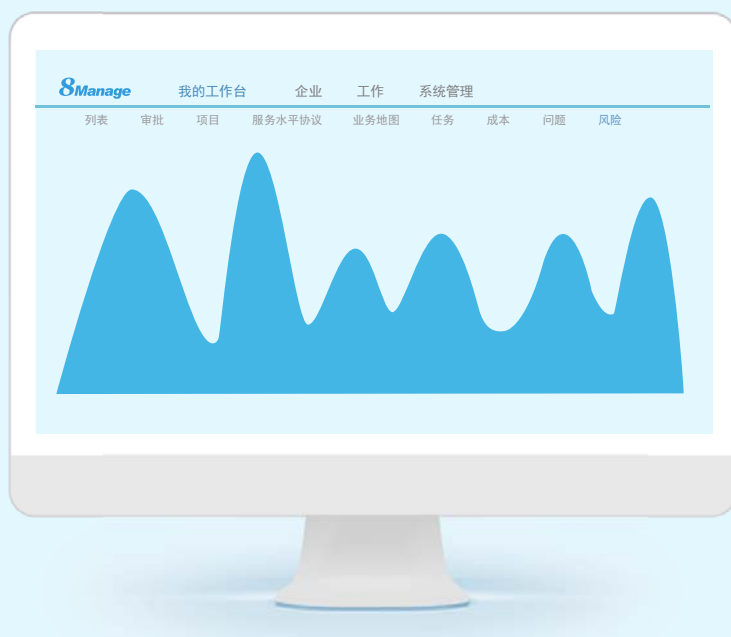 8Manage 我的工作台 企业 工作 系统管理
列表 审批 项目 服务水平协议 业务地图 任务 成本 问题 风险